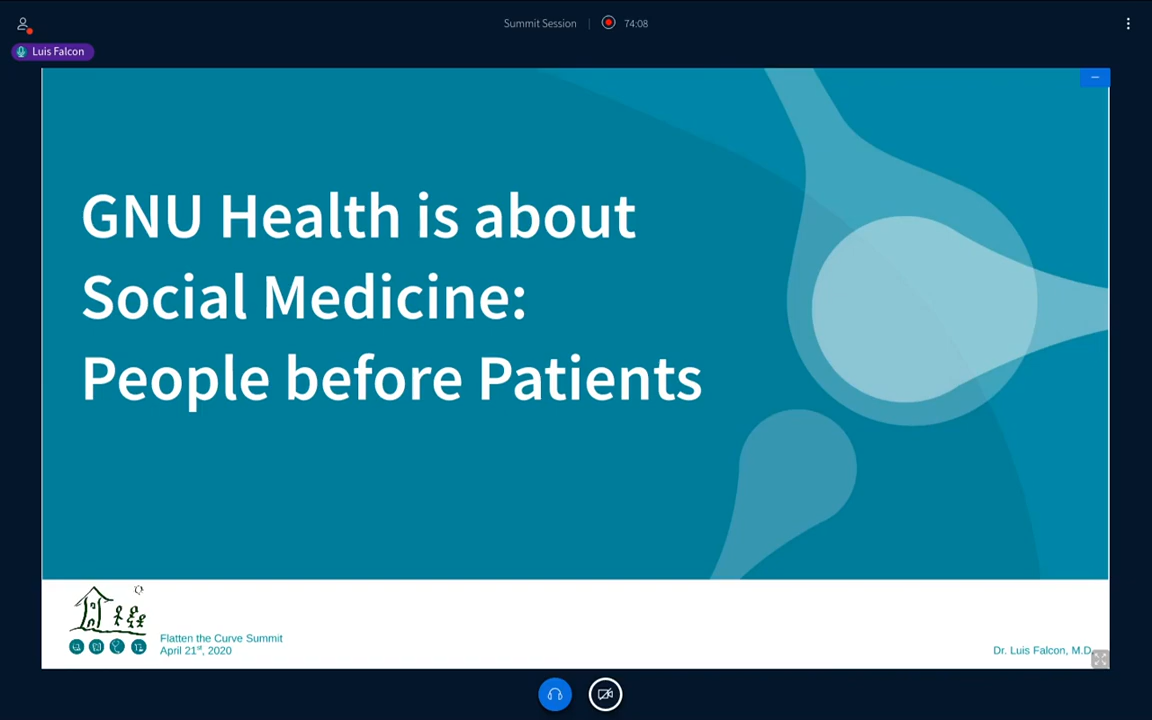 Summit Session
74:08
Luis Falcon
GNU Health is about
Social Medicine:
People before Patients
Flatten the Curve Summit
April 21st, 2020
Dr. Luis Falcon, M.D.